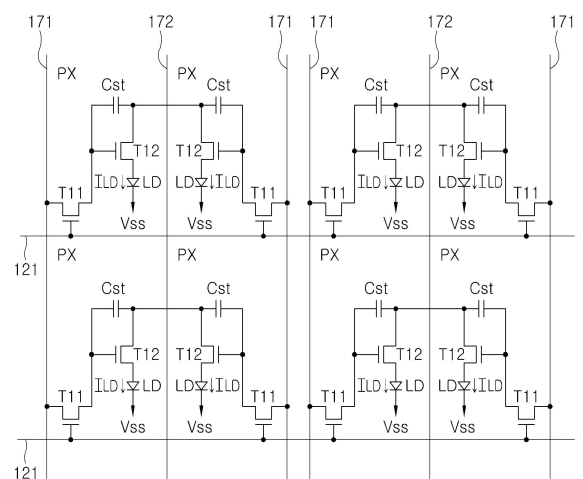 171 172 171 171 172 171
PX PX PX PX
Cst Cst Cst Cst
T12 T12 T12 T12
ILD LD LD ILD ILD LD LD ILD
T11 T11 T11 T11
Vss Vss Vss Vss
121
PX PX PX PX
Cst Cst Cst Cst
T12 T12 T12 T12
ILD LD LD ILD ILD LD LD ILD
T11 T11 T11 T11
Vss Vss Vss Vss
121